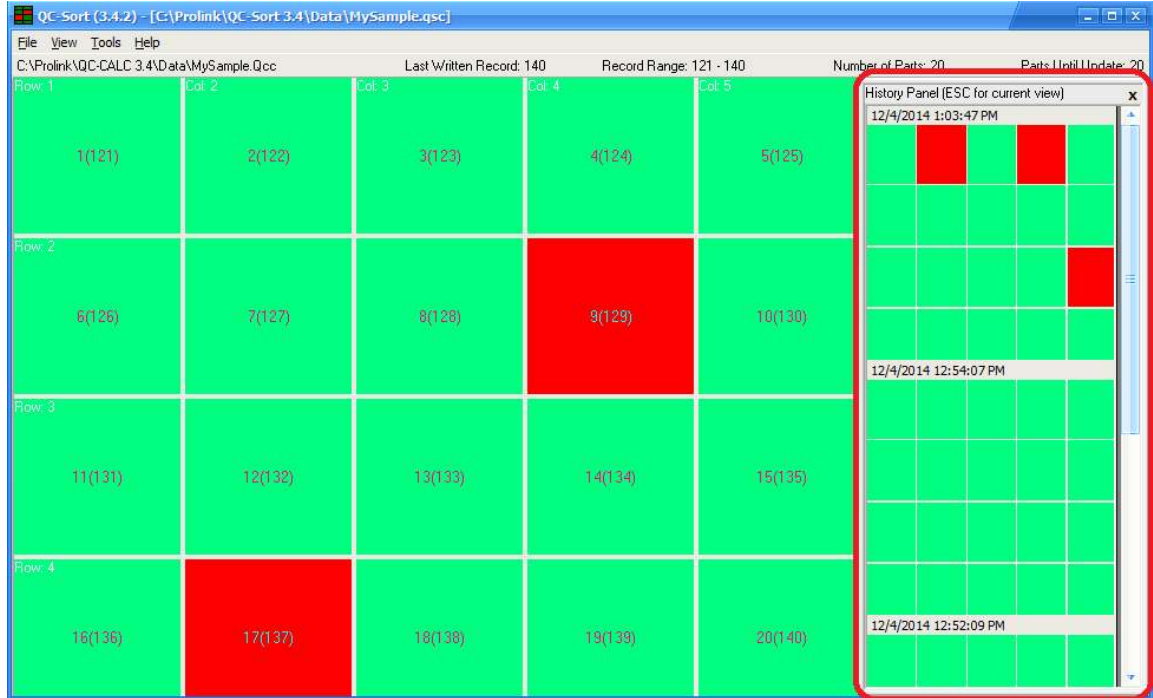 QC-Sort (3.4.2) - [C:\Prolink\QC-Sort 3.4\Data\MySample.qsc]
File View Tools Help
C:\Prolink\QC-CALC 3.4\Data\MySample.Qcc Last Written Record: 140 Record Range: 121 - 140 Number of Parts: 20 Parts Until Update: 20
Row: 1 Col: 2 Col: 3 Col: 4 Col: 5
1(121) 2(122) 3(123) 4(124) 5(125)
Row: 2
6(126) 7(127) 8(128) 9(129) 10(130)
Row: 3
11(131) 12(132) 13(133) 14(134) 15(135)
Row: 4
16(136) 17(137) 18(138) 19(139) 20(140)
History Panel (ESC for current view) x
12/4/2014 1:03:47 PM
12/4/2014 12:54:07 PM
12/4/2014 12:52:09 PM